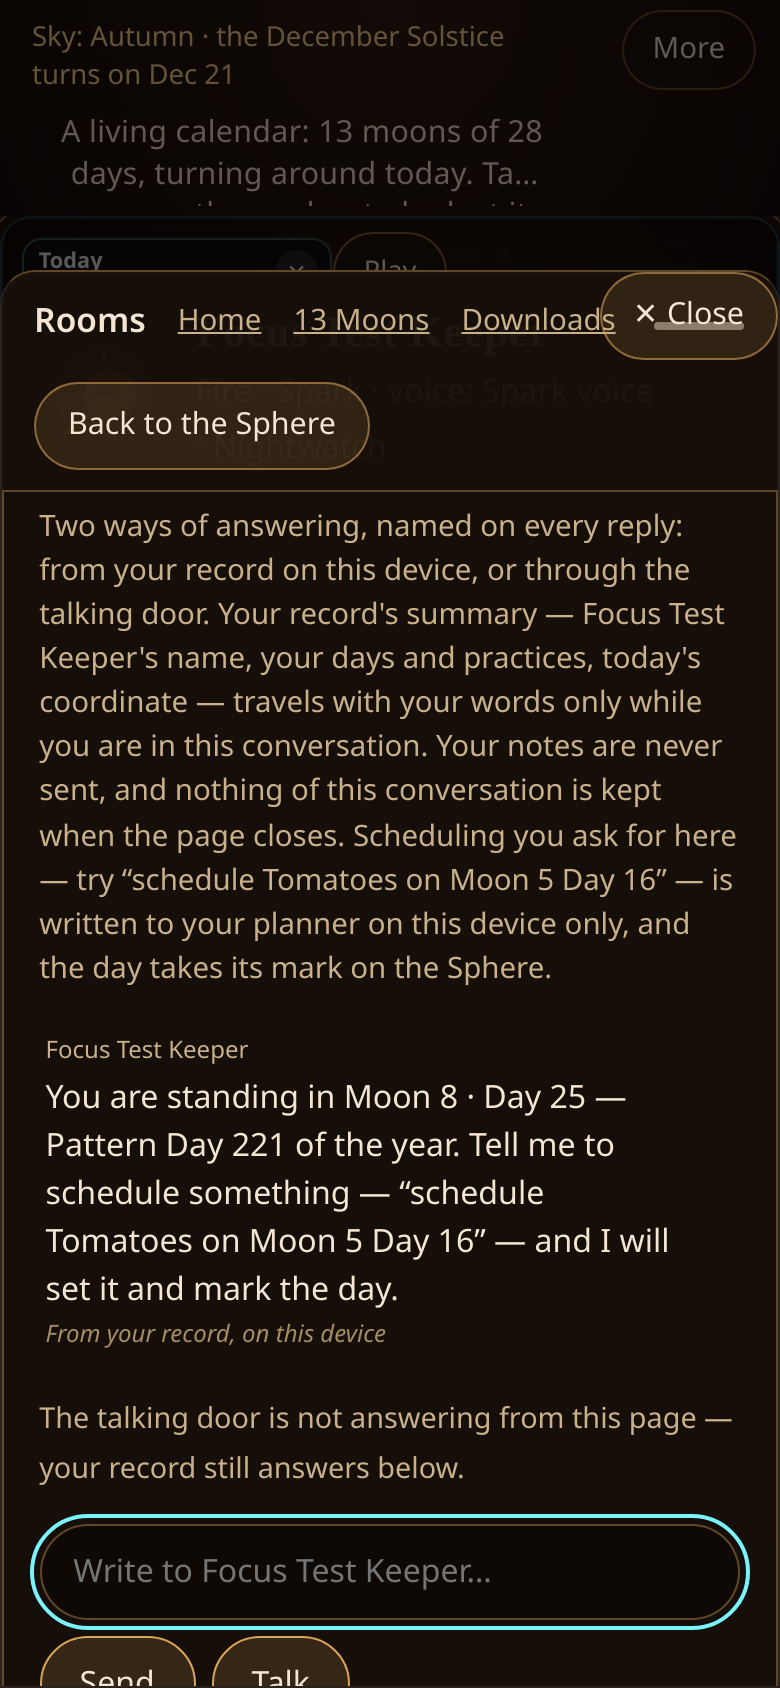 Sky: Autumn · the December Solstice
turns on Dec 21
More
A living calendar: 13 moons of 28
days, turning around today. Ta...
Today
Play
Rooms Home 13 Moons Downloads
✕ Close
Focus Test Keeper
Fire · Spark · voice: Spark voice
· Nightwatch
Back to the Sphere
Two ways of answering, named on every reply:
from your record on this device, or through the
talking door. Your record's summary — Focus Test
Keeper's name, your days and practices, today's
coordinate — travels with your words only while
you are in this conversation. Your notes are never
sent, and nothing of this conversation is kept
when the page closes. Scheduling you ask for here
— try “schedule Tomatoes on Moon 5 Day 16” — is
written to your planner on this device only, and
the day takes its mark on the Sphere.
Focus Test Keeper
You are standing in Moon 8 · Day 25 —
Pattern Day 221 of the year. Tell me to
schedule something — “schedule
Tomatoes on Moon 5 Day 16” — and I will
set it and mark the day.
From your record, on this device
The talking door is not answering from this page —
your record still answers below.
Write to Focus Test Keeper...
Send Talk